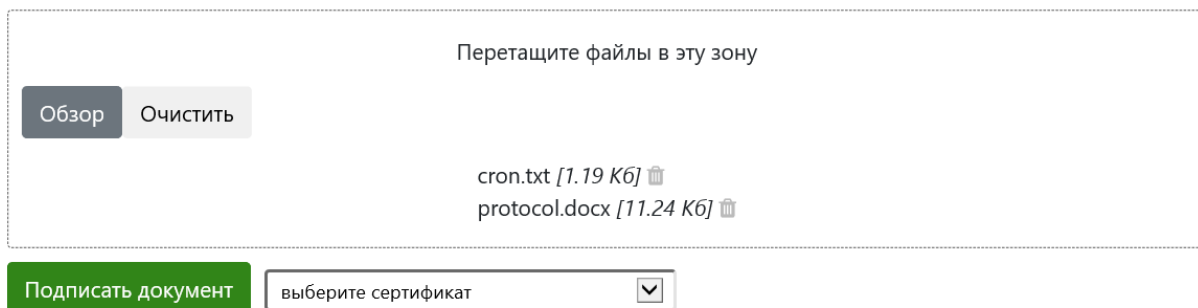 Перетащите файлы в эту зону
Обзор Очистить
cron.txt [1.19 Кб]
protocol.docx [11.24 Кб]
Подписать документ выберите сертификат